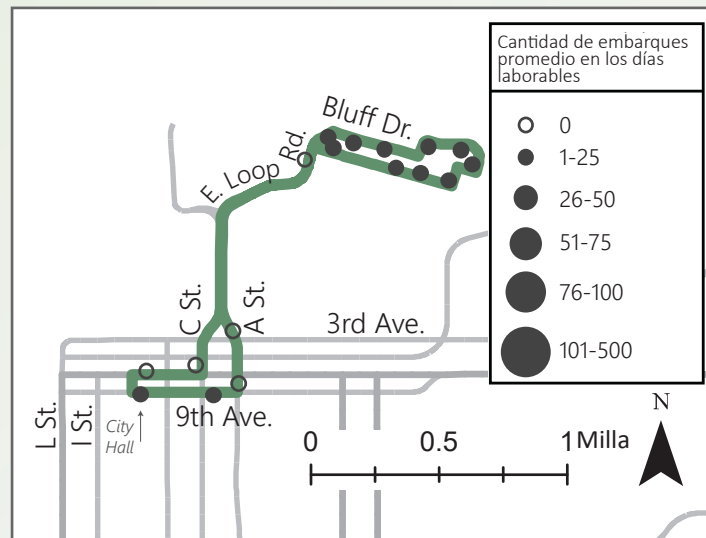 Cantidad de embarques
promedio en los días
laborables
0
1-25
26-50
51-75
76-100
101-500
Bluff Dr.
E. Loop Rd.
C St.
A St.
3rd Ave.
L St.
I St.
City
Hall
9th Ave.
0
0.5
1 Milla
N